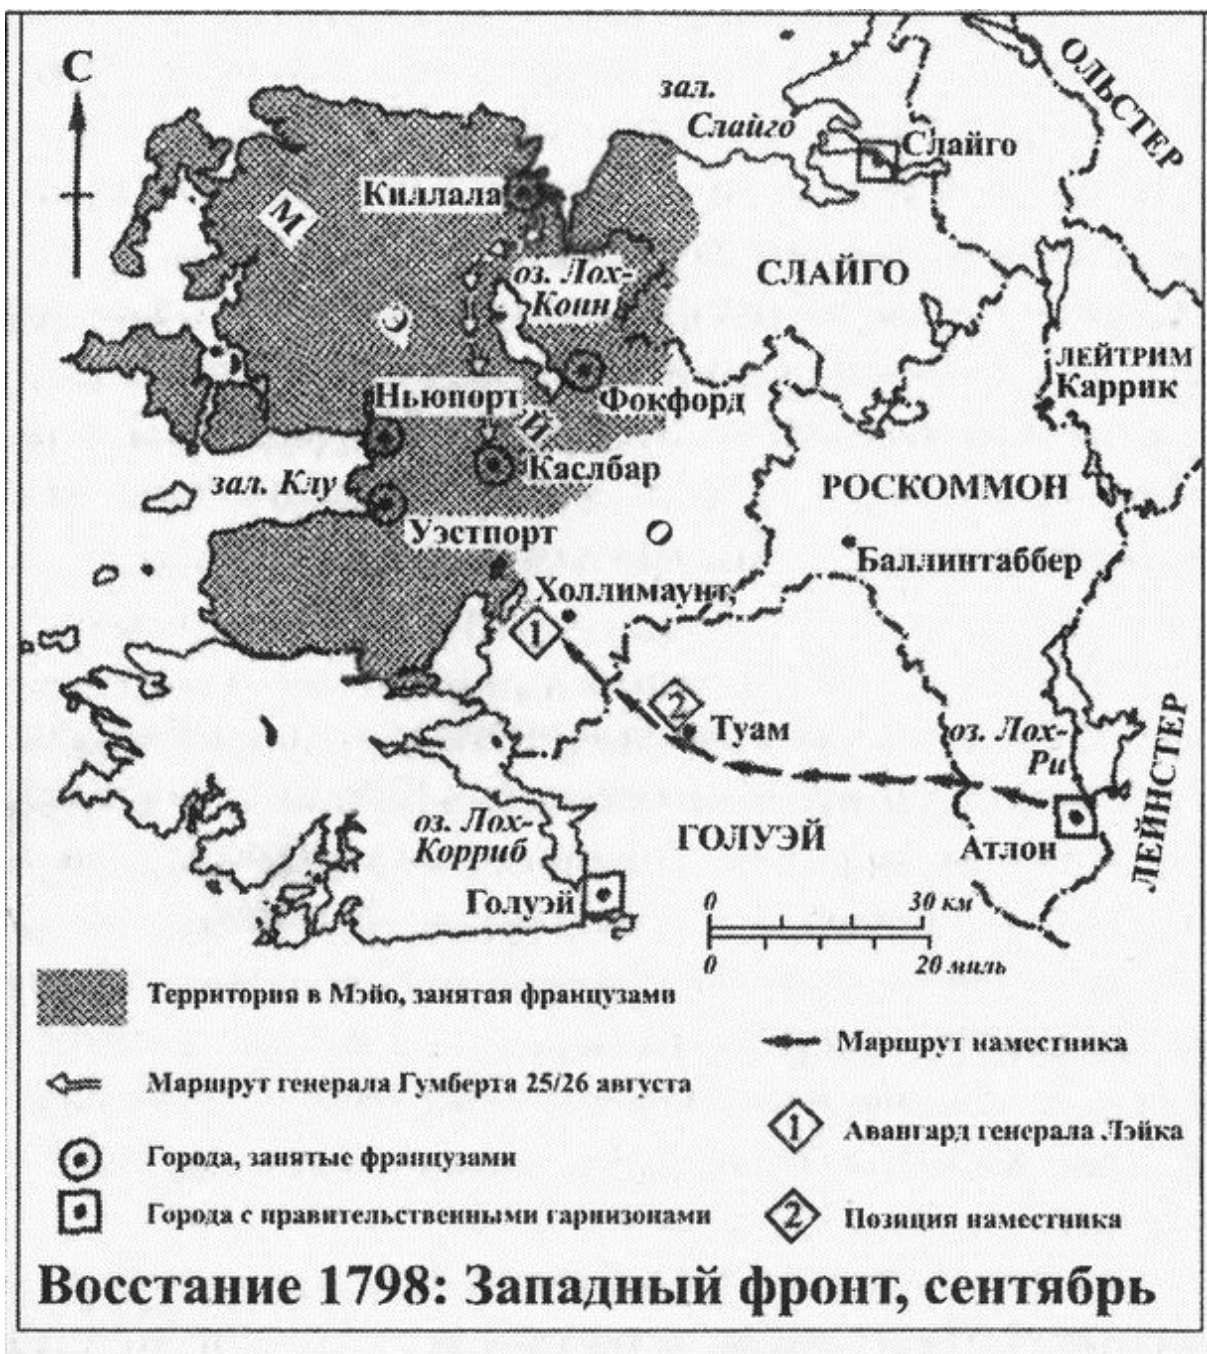 С
зал.
Слайго
Слайго
ОЛЬСТЕР
Киллала
М
оз. Лох-
Конн
СЛАЙГО
Э
ЛЕЙТРИМ
Каррик
Ньюпорт
Фокфорд
Й
зал. Клу
Каслбар
РОСКОММОН
Уэстпорт
О
Баллинтаббер
Холлимаунт
1
2
Туам
оз. Лох-
Ри
ЛЕЙНСТЕР
оз. Лох-
Корриб
ГОЛУЭЙ
Атлон
Голуэй
0 30 км
0 20 миль
Территория в Мэйо, занятая французами
Маршрут наместника
Маршрут генерала Гумберта 25/26 августа
1 Авангард генерала Лэйка
Города, занятые французами
Города с правительственными гарнизонами
2 Позиция наместника
Восстание 1798: Западный фронт, сентябрь